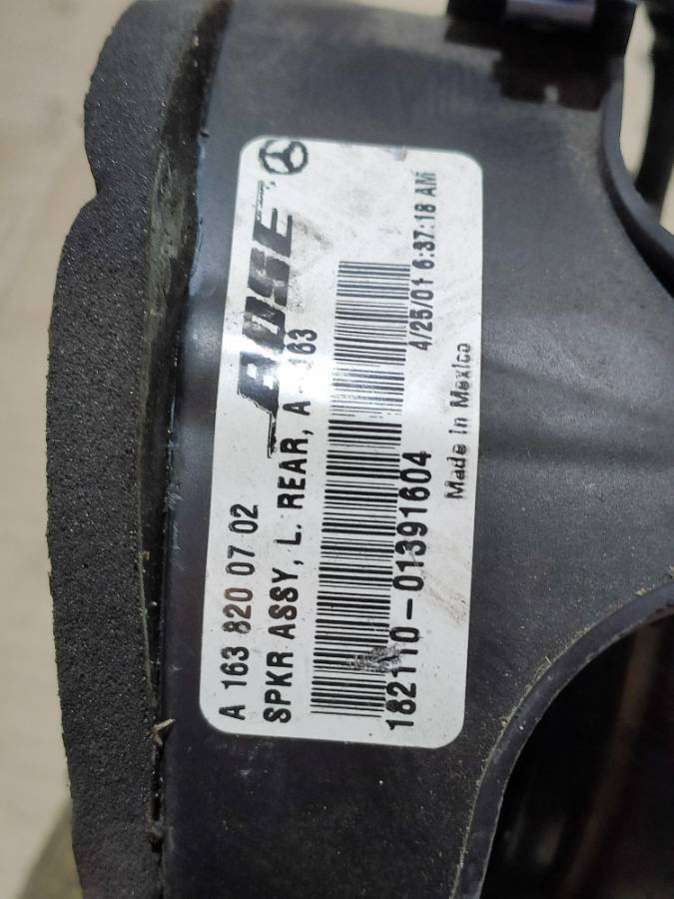 BOSE
A 163 820 07 02
SPKR ASSY, L. REAR, A 163
182110-01391604
4/25/01 6:37:18 AM
Made in Mexico